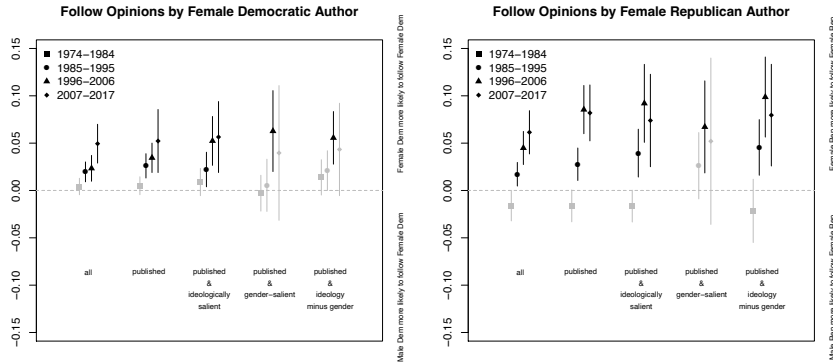 Follow Opinions by Female Democratic Author
0.15
0.10
0.05
0.00
−0.05
−0.10
−0.15
1974−1984
1985−1995
1996−2006
2007−2017
all
published
published
&
ideologically
salient
published
&
gender−salient
published
&
ideology
minus gender
Female Dem more likely to follow Female Dem
Male Dem more likely to follow Female Dem
Follow Opinions by Female Republican Author
0.15
0.10
0.05
0.00
−0.05
−0.10
−0.15
1974−1984
1985−1995
1996−2006
2007−2017
all
published
published
&
ideologically
salient
published
&
gender−salient
published
&
ideology
minus gender
Female Rep more likely to follow Female Rep
Male Rep more likely to follow Female Rep